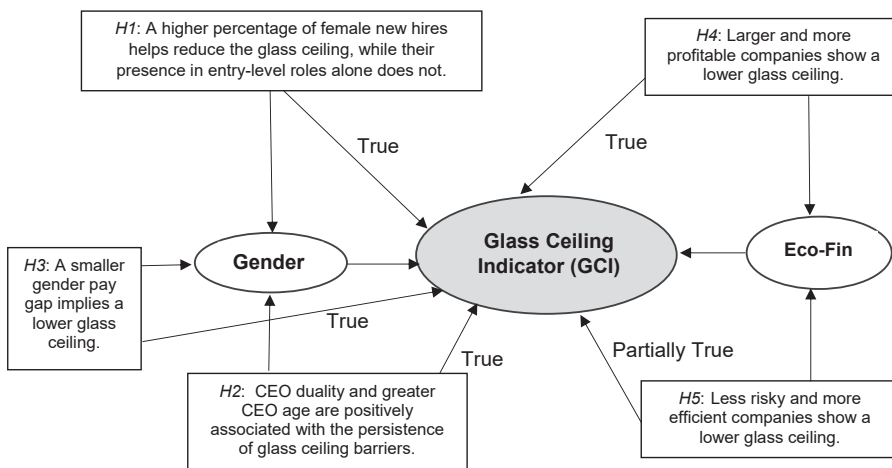 H1: A higher percentage of female new hires
helps reduce the glass ceiling, while their
presence in entry-level roles alone does not.
H4: Larger and more
profitable companies show a
lower glass ceiling.
True
True
Glass Ceiling
Indicator (GCI)
Gender
Eco-Fin
H3: A smaller
gender pay
gap implies a
lower glass
ceiling.
True
True
Partially True
H2: CEO duality and greater
CEO age are positively
associated with the persistence
of glass ceiling barriers.
H5: Less risky and more
efficient companies show a
lower glass ceiling.